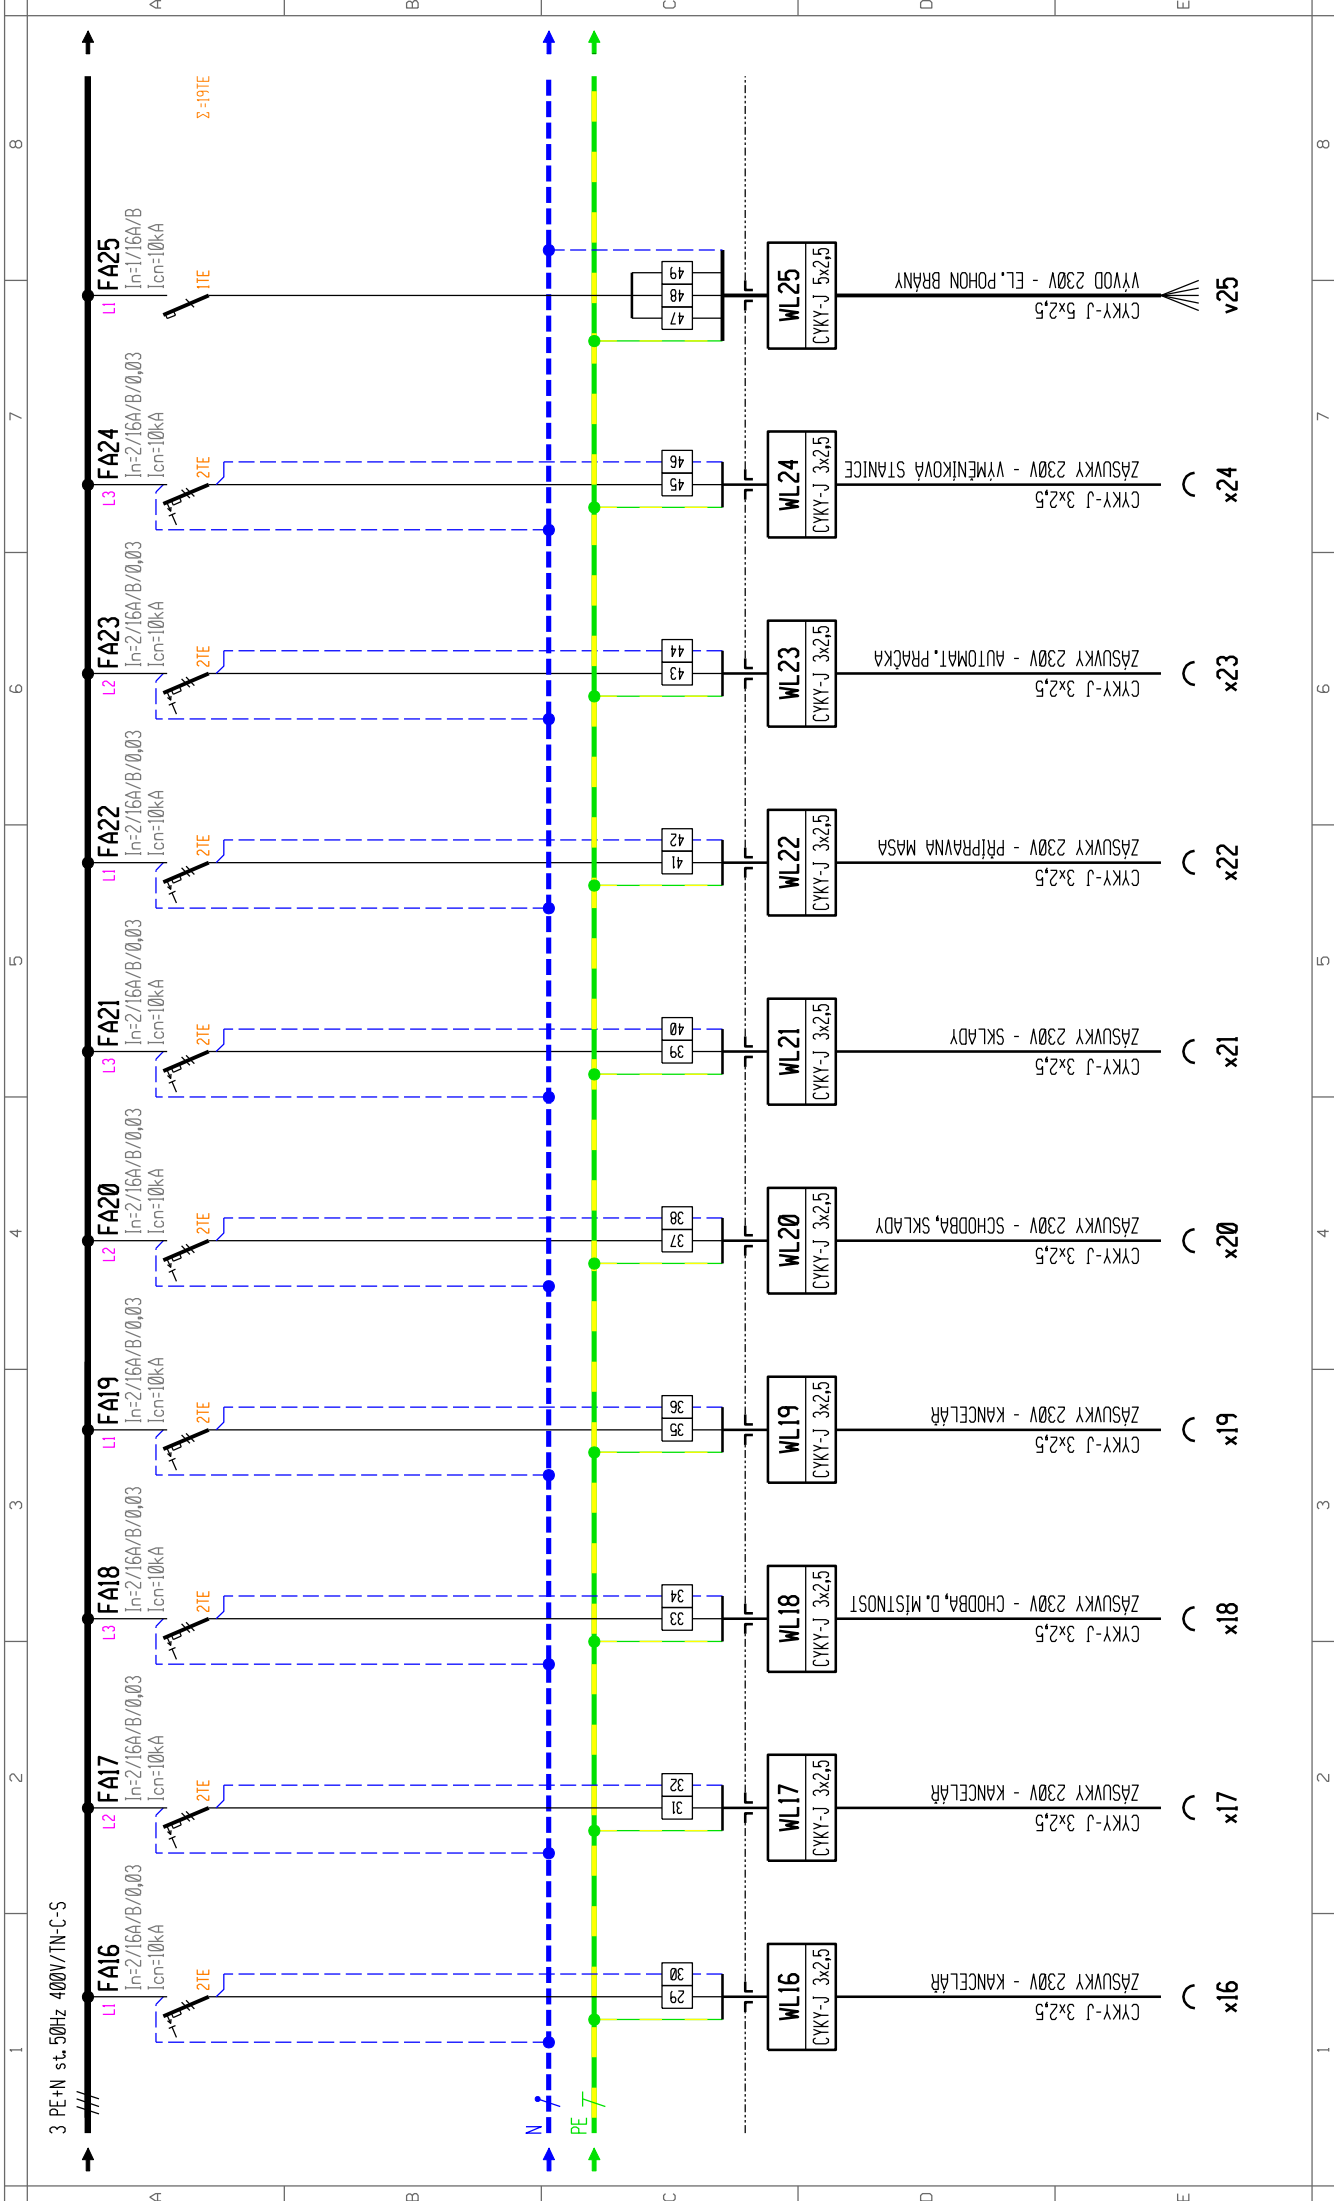 3 PE+N st. 50Hz 400V/TN-C-S
N
PE
1
2
3
4
5
6
7
8
A
B
C
D
E
L1
FA16
In=2/16A/B/0,03
Icn=10kA
2TE
29
30
WL16
CYKY-J 3x2,5
ZÁSUVKY 230V - KANCELÁŘ
CYKY-J 3x2,5
x16
L2
FA17
In=2/16A/B/0,03
Icn=10kA
2TE
31
32
WL17
CYKY-J 3x2,5
ZÁSUVKY 230V - KANCELÁŘ
CYKY-J 3x2,5
x17
L3
FA18
In=2/16A/B/0,03
Icn=10kA
2TE
33
34
WL18
CYKY-J 3x2,5
ZÁSUVKY 230V - CHODBA, D. MÍSTNOST
CYKY-J 3x2,5
x18
L1
FA19
In=2/16A/B/0,03
Icn=10kA
2TE
35
36
WL19
CYKY-J 3x2,5
ZÁSUVKY 230V - KANCELÁŘ
CYKY-J 3x2,5
x19
L2
FA20
In=2/16A/B/0,03
Icn=10kA
2TE
37
38
WL20
CYKY-J 3x2,5
ZÁSUVKY 230V - SCHODBA, SKLADY
CYKY-J 3x2,5
x20
L3
FA21
In=2/16A/B/0,03
Icn=10kA
2TE
39
40
WL21
CYKY-J 3x2,5
ZÁSUVKY 230V - SKLADY
CYKY-J 3x2,5
x21
L1
FA22
In=2/16A/B/0,03
Icn=10kA
2TE
41
42
WL22
CYKY-J 3x2,5
ZÁSUVKY 230V - PŘÍPRAVNA MASA
CYKY-J 3x2,5
x22
L2
FA23
In=2/16A/B/0,03
Icn=10kA
2TE
43
44
WL23
CYKY-J 3x2,5
ZÁSUVKY 230V - AUTOMAT. PRAČKA
CYKY-J 3x2,5
x23
L3
FA24
In=2/16A/B/0,03
Icn=10kA
2TE
45
46
WL24
CYKY-J 3x2,5
ZÁSUVKY 230V - VÝMĚNÍKOVÁ STANICE
CYKY-J 3x2,5
x24
L1
FA25
In=1/16A/B
Icn=10kA
1TE
47
48
49
WL25
CYKY-J 5x2,5
VÝVOD 230V - EL. POHON BRÁNY
CYKY-J 5x2,5
v25
Σ=19TE
A
B
C
D
E
1
2
3
4
5
6
7
8